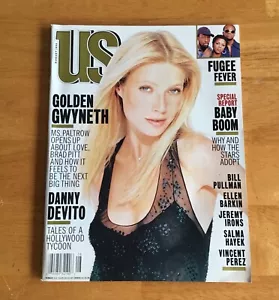 US
GOLDEN
GWYNETH
MS. PALTROW
OPENS UP
ABOUT LOVE,
BRAD PITT
AND HOW IT
FEELS TO
BE THE NEXT
BIG THING
DANNY
DEVITO
TALES OF A
HOLLYWOOD
TYCOON
FUGEE
FEVER
SPECIAL
REPORT
BABY
BOOM
WHY AND
HOW THE
STARS
ADOPT
BILL
PULLMAN
ELLEN
BARKIN
JEREMY
IRONS
SALMA
HAYEK
VINCENT
PEREZ